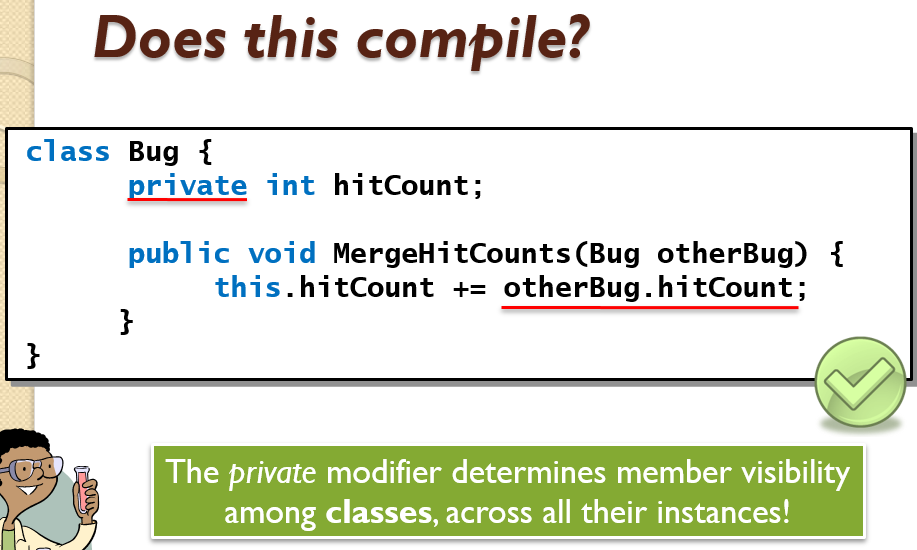 Does this compile?
class Bug {
private int hitCount;
public void MergeHitCounts(Bug otherBug) {
this.hitCount += otherBug.hitCount;
}
}
The private modifier determines member visibility
among classes, across all their instances!